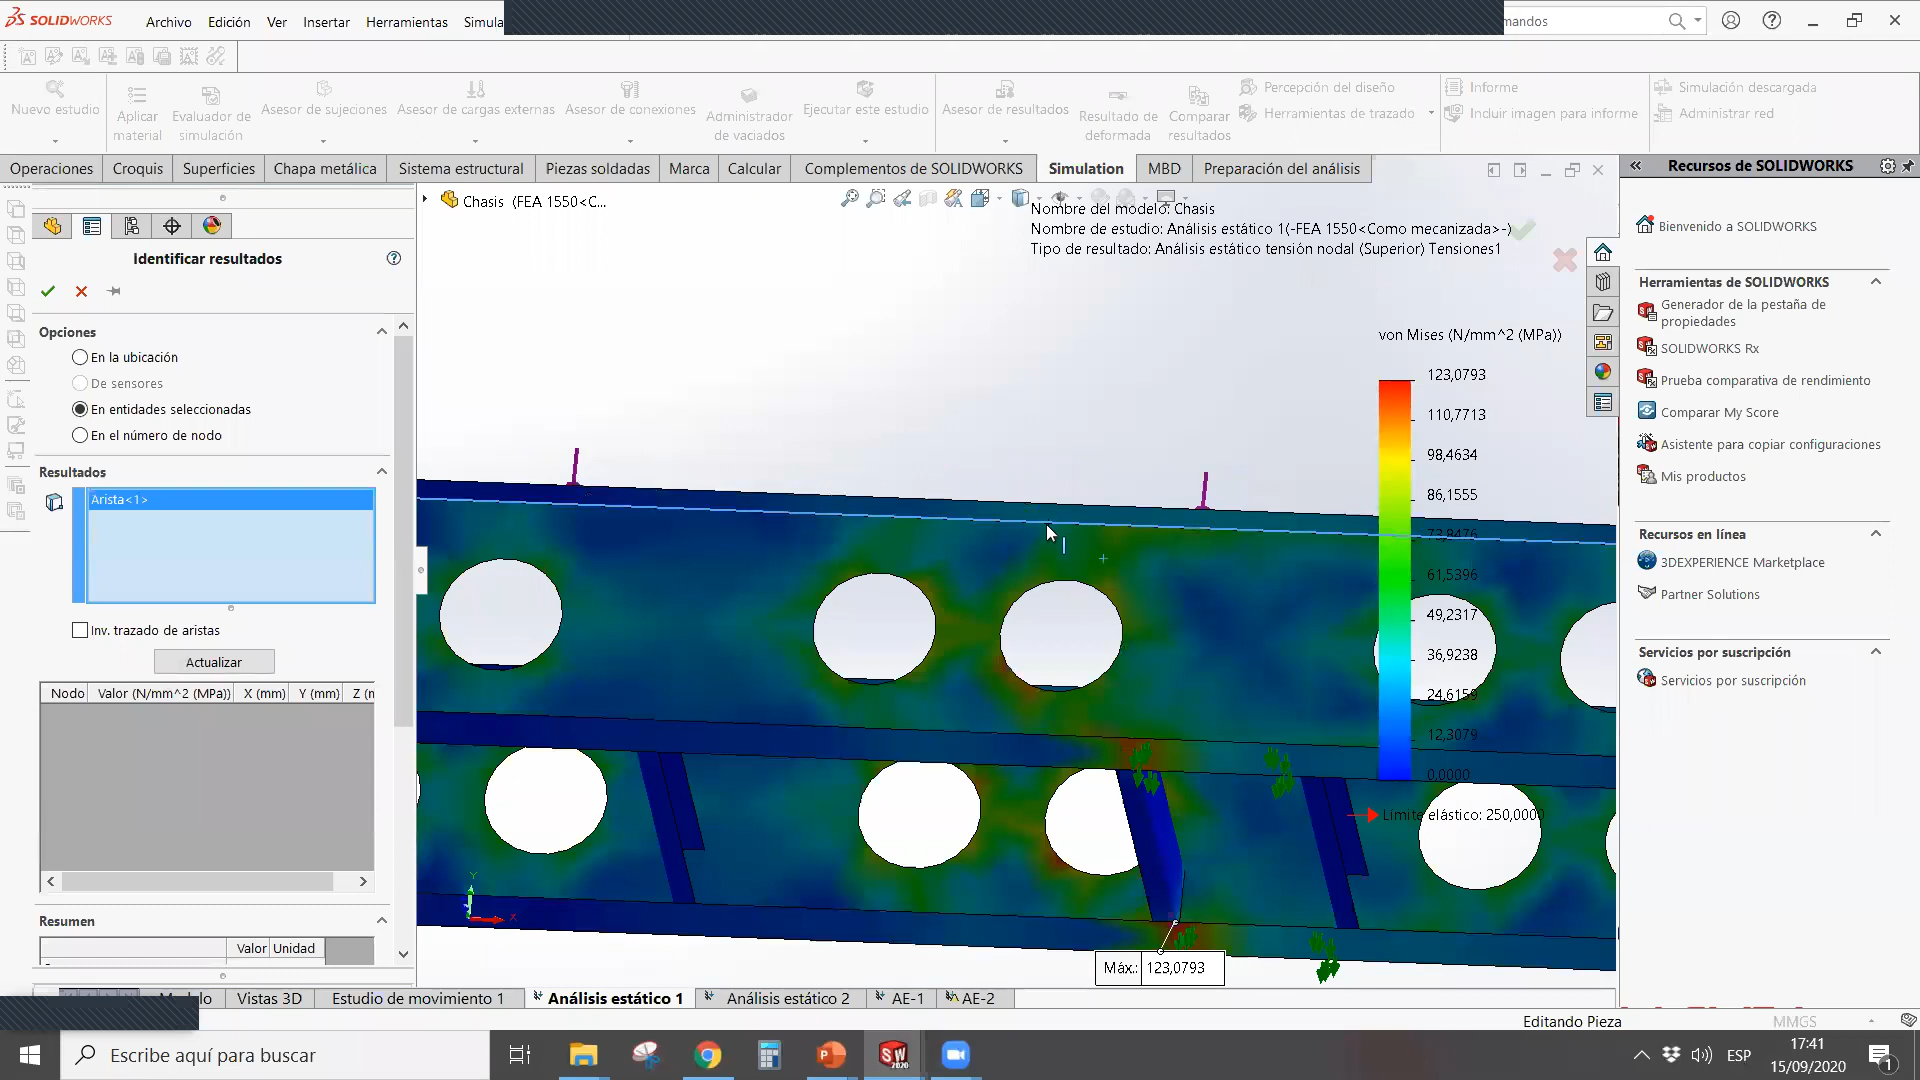 SOLIDWORKS
Archivo
Edición
Ver
Insertar
Herramientas
Simula
mandos
Nuevo estudio
Aplicar material
Evaluador de simulación
Asesor de sujeciones
Asesor de cargas externas
Asesor de conexiones
Administrador de vaciados
Ejecutar este estudio
Asesor de resultados
Resultado de deformada
Comparar resultados
Percepción del diseño
Herramientas de trazado
Informe
Incluir imagen para informe
Simulación descargada
Administrar red
Operaciones
Croquis
Superficies
Chapa metálica
Sistema estructural
Piezas soldadas
Marca
Calcular
Complementos de SOLIDWORKS
Simulation
MBD
Preparación del análisis
Identificar resultados
Opciones
En la ubicación
De sensores
En entidades seleccionadas
En el número de nodo
Resultados
Arista<1>
Inv. trazado de aristas
Actualizar
Nodo
Valor (N/mm^2 (MPa))
X (mm)
Y (mm)
Z (n
Resumen
Valor
Unidad
Chasis (FEA 1550<C...
Nombre del modelo: Chasis
Nombre de estudio: Análisis estático 1(-FEA 1550<Como mecanizada>-)
Tipo de resultado: Análisis estático tensión nodal (Superior) Tensiones1
von Mises (N/mm^2 (MPa))
123,0793
110,7713
98,4634
86,1555
73,8476
61,5396
49,2317
36,9238
24,6159
12,3079
0,0000
Límite elástico: 250,0000
Máx.: 123,0793
Y
X
Recursos de SOLIDWORKS
Bienvenido a SOLIDWORKS
Herramientas de SOLIDWORKS
Generador de la pestaña de
propiedades
SOLIDWORKS Rx
Prueba comparativa de rendimiento
Comparar My Score
Asistente para copiar configuraciones
Mis productos
Recursos en línea
3DEXPERIENCE Marketplace
Partner Solutions
Servicios por suscripción
Servicios por suscripción
Vistas 3D
Estudio de movimiento 1
Análisis estático 1
Análisis estático 2
AE-1
AE-2
Editando Pieza
MMGS
Escribe aquí para buscar
SW
2020
ESP
17:41
15/09/2020
1